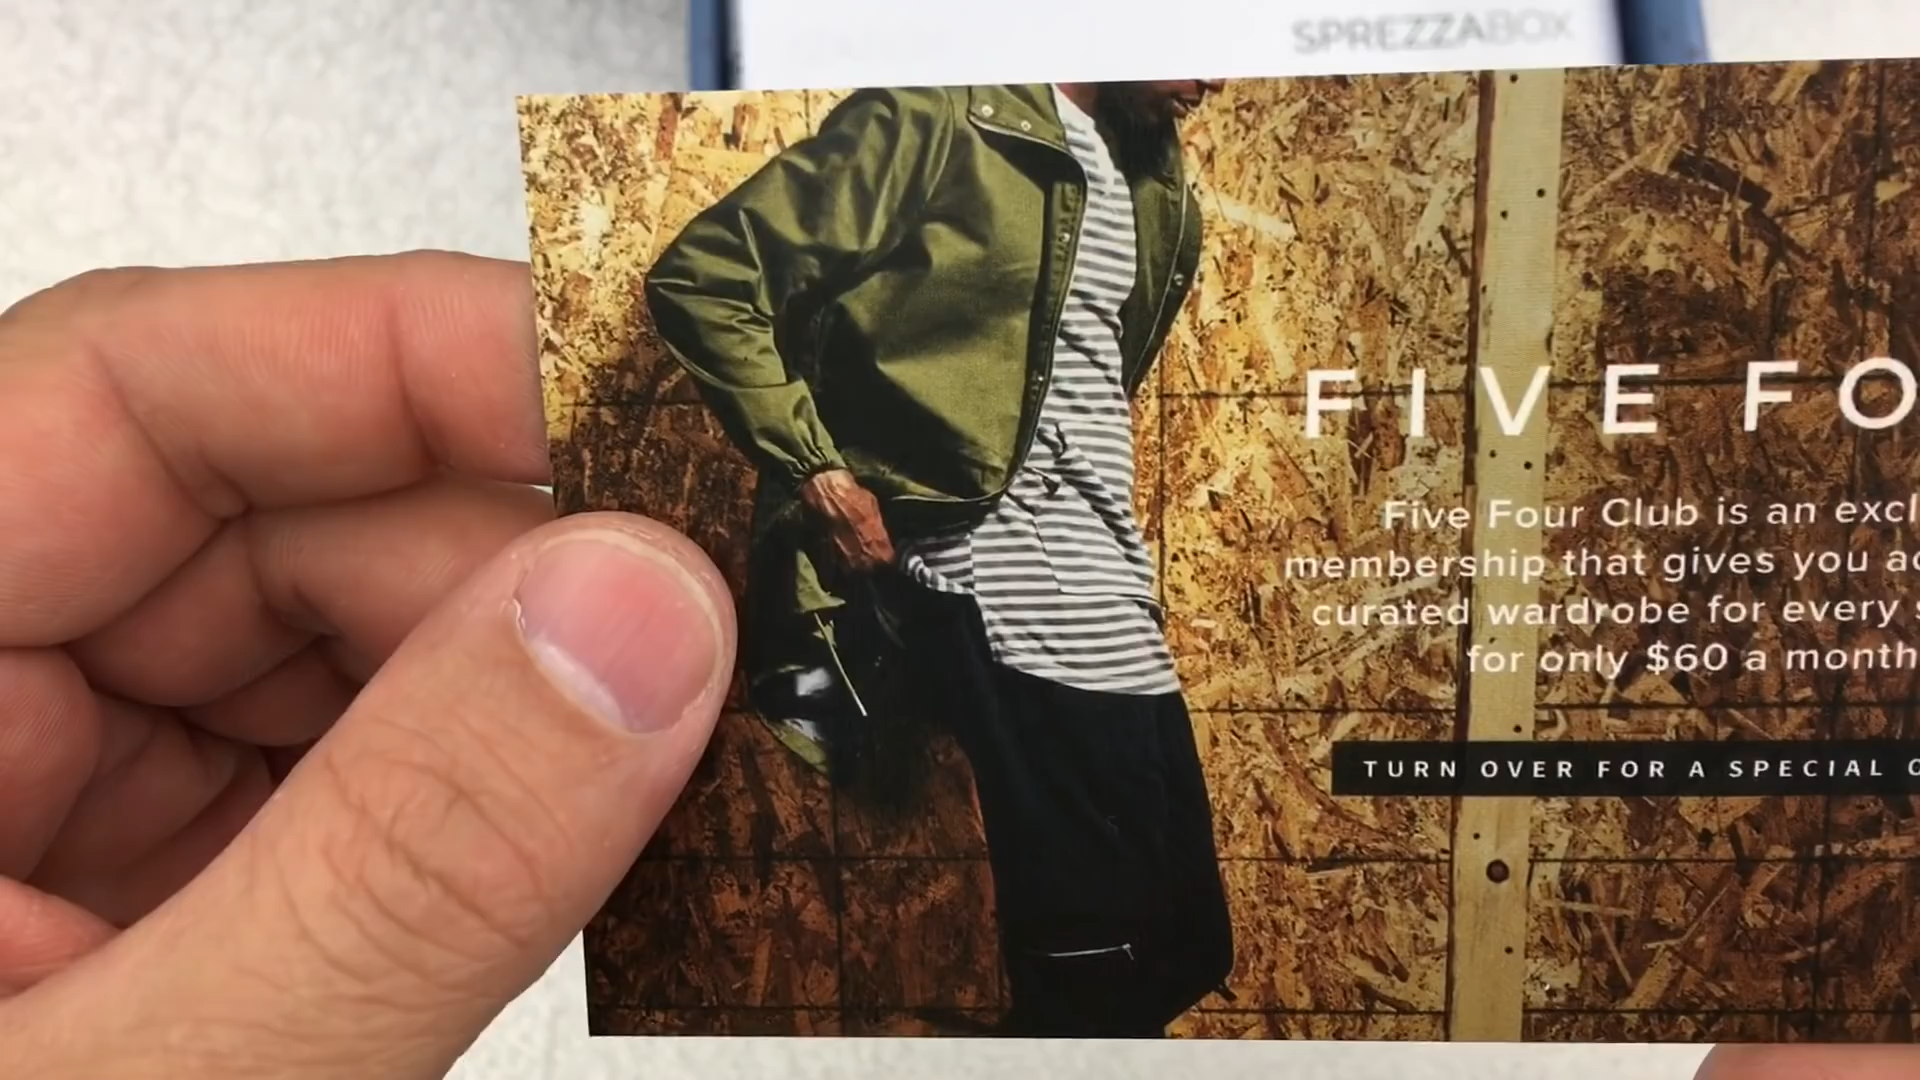 SPREZZABOX
FIVE FO
Five Four Club is an excl
membership that gives you ac
curated wardrobe for every s
for only $60 a month
TURN OVER FOR A SPECIAL O